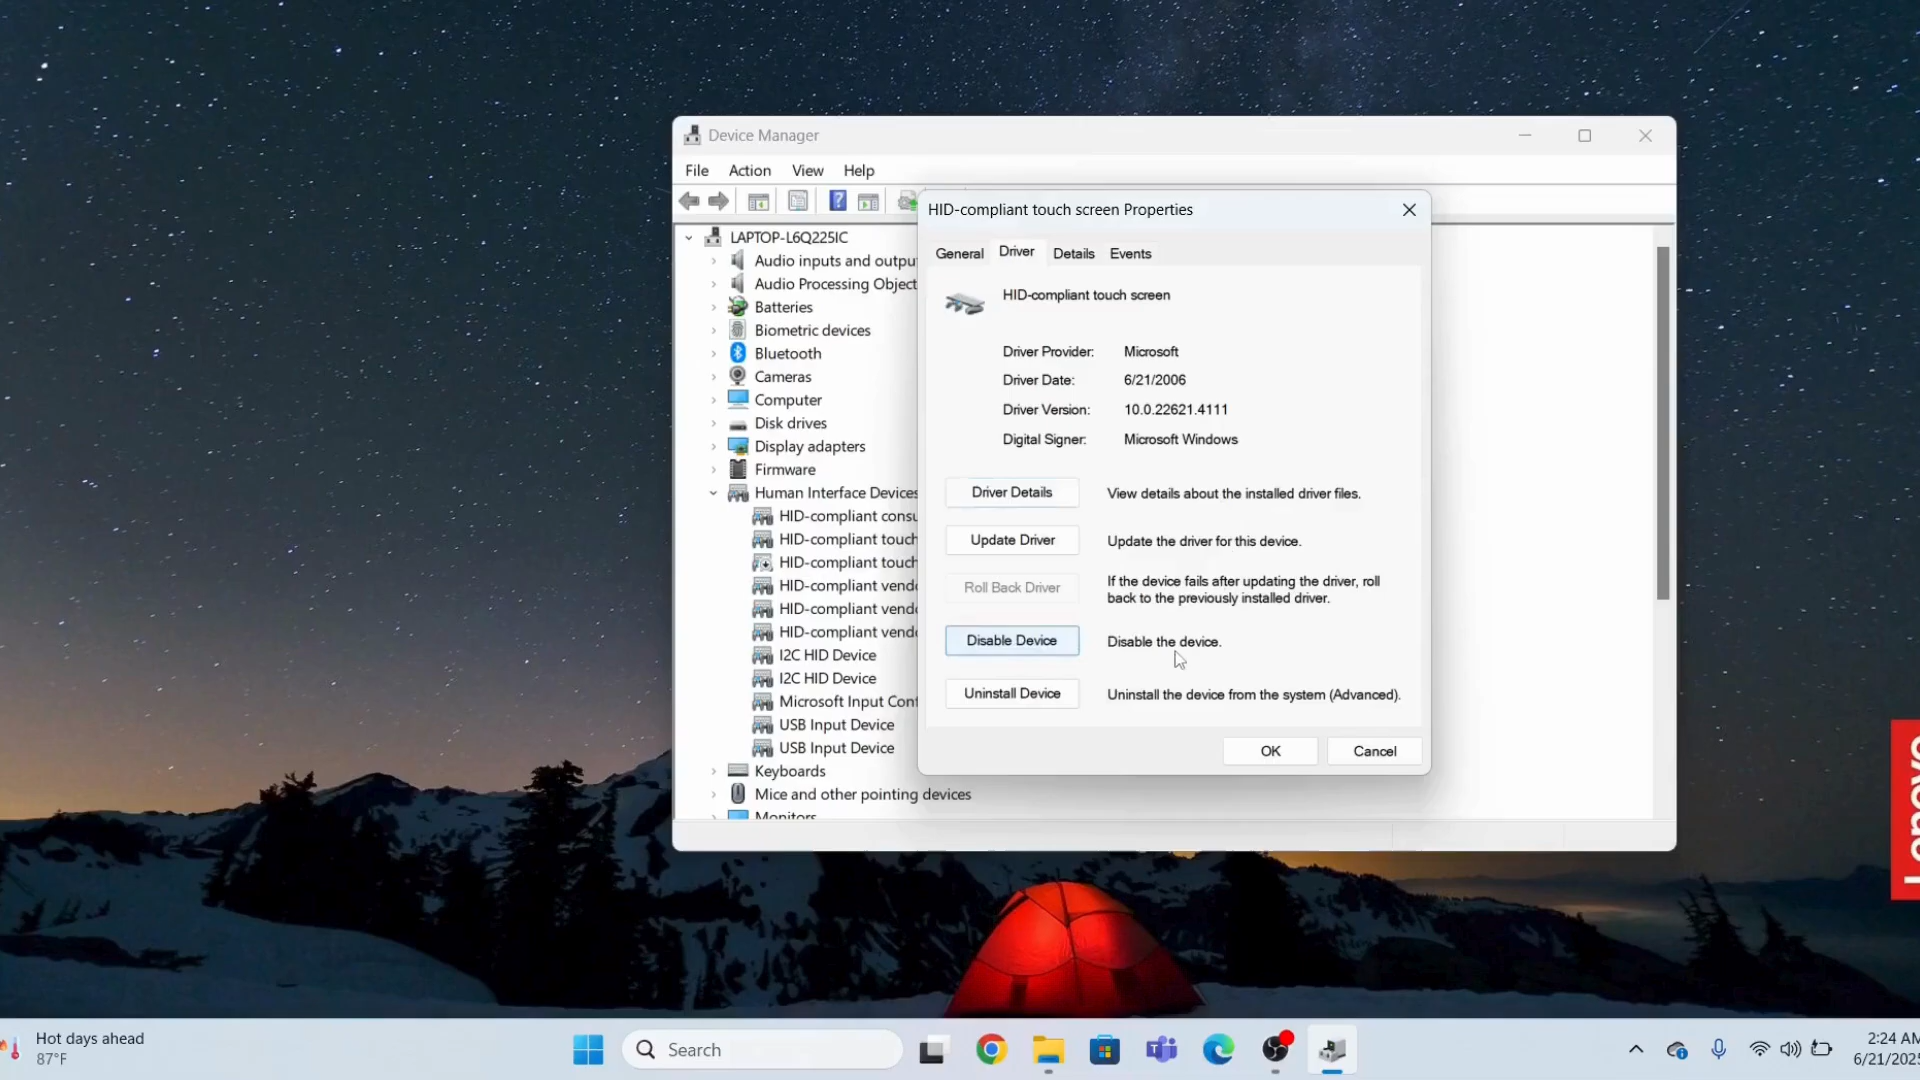 Device Manager
File Action View Help
HID-compliant touch screen Properties
General Driver Details Events
HID-compliant touch screen
Driver Provider: Microsoft
Driver Date: 6/21/2006
Driver Version: 10.0.22621.4111
Digital Signer: Microsoft Windows
Driver Details View details about the installed driver files.
Update Driver Update the driver for this device.
Roll Back Driver If the device fails after updating the driver, roll
back to the previously installed driver.
Disable Device Disable the device.
Uninstall Device Uninstall the device from the system (Advanced).
OK Cancel
LAPTOP-L6Q225IC
Audio inputs and outpu
Audio Processing Object
Batteries
Biometric devices
Bluetooth
Cameras
Computer
Disk drives
Display adapters
Firmware
Human Interface Devices
HID-compliant consu
HID-compliant touch
HID-compliant touch
HID-compliant vend
HID-compliant vend
HID-compliant vend
I2C HID Device
I2C HID Device
Microsoft Input Con
USB Input Device
USB Input Device
Keyboards
Mice and other pointing devices
Monitors
Hot days ahead
87°F
Search
2:24 AM
6/21/2025